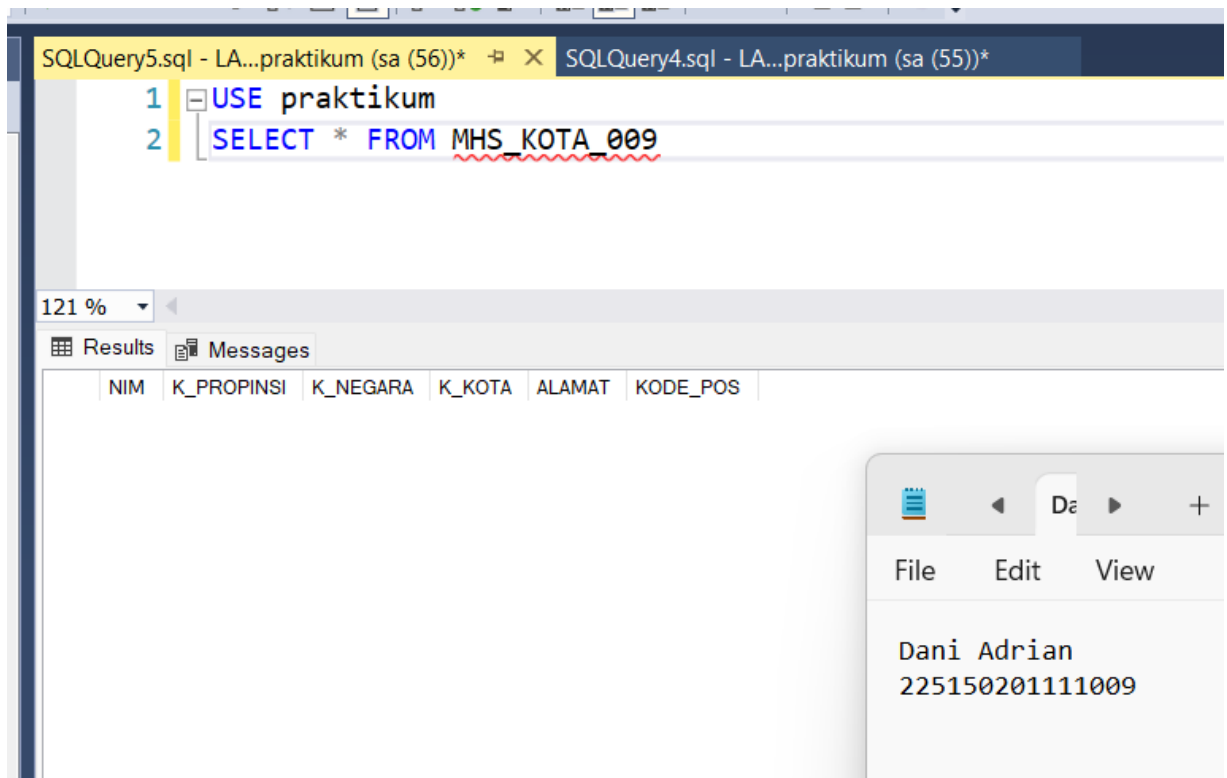 SQLQuery5.sql - LA...praktikum (sa (56))*
SQLQuery4.sql - LA...praktikum (sa (55))*
1 USE praktikum
2 SELECT * FROM MHS_KOTA_009
121 %
Results Messages
NIM K_PROPINSI K_NEGARA K_KOTA ALAMAT KODE_POS
File Edit View
Dani Adrian
225150201111009